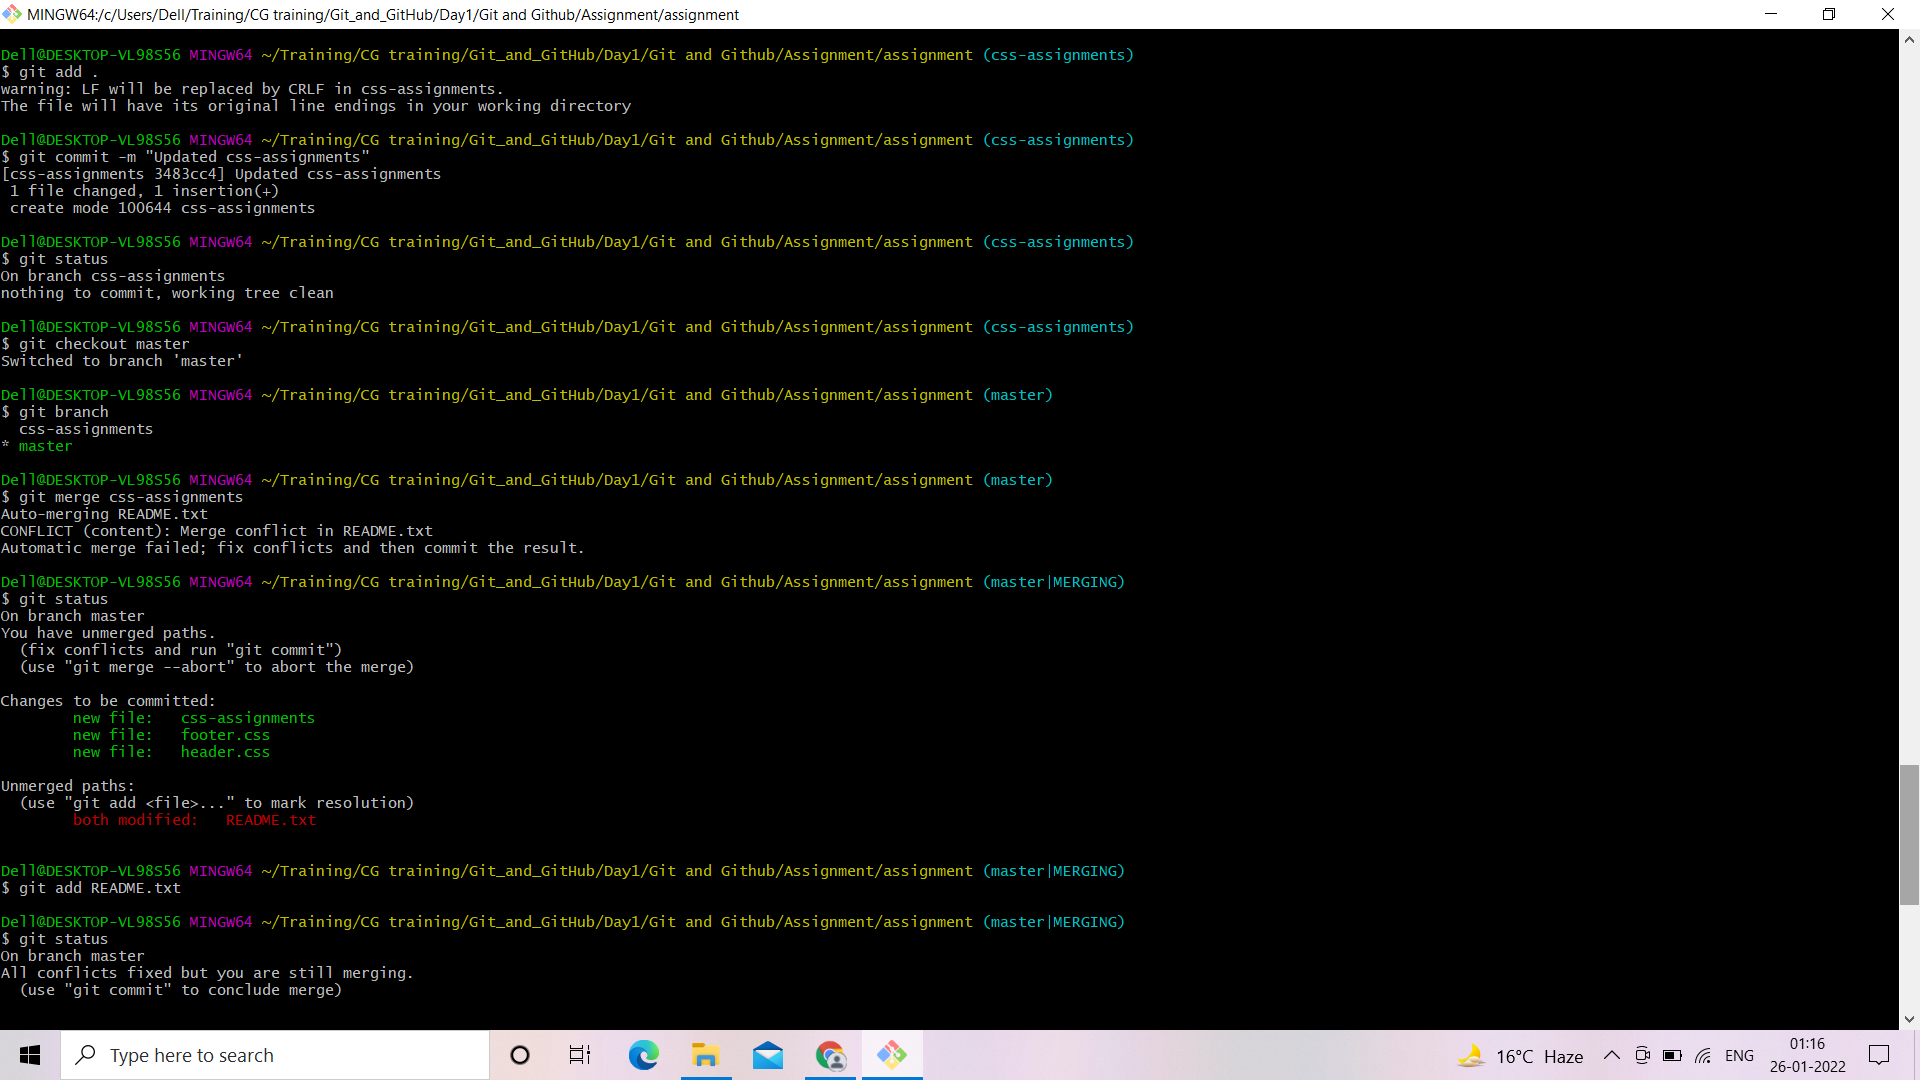 MINGW64:/c/Users/Dell/Training/CG training/Git_and_GitHub/Day1/Git and Github/Assignment/assignment
Dell@DESKTOP-VL98S56 MINGW64 ~/Training/CG training/Git_and_GitHub/Day1/Git and Github/Assignment/assignment (css-assignments)
$ git add .
warning: LF will be replaced by CRLF in css-assignments.
The file will have its original line endings in your working directory
Dell@DESKTOP-VL98S56 MINGW64 ~/Training/CG training/Git_and_GitHub/Day1/Git and Github/Assignment/assignment (css-assignments)
$ git commit -m "Updated css-assignments"
[css-assignments 3483cc4] Updated css-assignments
 1 file changed, 1 insertion(+)
 create mode 100644 css-assignments
Dell@DESKTOP-VL98S56 MINGW64 ~/Training/CG training/Git_and_GitHub/Day1/Git and Github/Assignment/assignment (css-assignments)
$ git status
On branch css-assignments
nothing to commit, working tree clean
Dell@DESKTOP-VL98S56 MINGW64 ~/Training/CG training/Git_and_GitHub/Day1/Git and Github/Assignment/assignment (css-assignments)
$ git checkout master
Switched to branch 'master'
Dell@DESKTOP-VL98S56 MINGW64 ~/Training/CG training/Git_and_GitHub/Day1/Git and Github/Assignment/assignment (master)
$ git branch
  css-assignments
* master
Dell@DESKTOP-VL98S56 MINGW64 ~/Training/CG training/Git_and_GitHub/Day1/Git and Github/Assignment/assignment (master)
$ git merge css-assignments
Auto-merging README.txt
CONFLICT (content): Merge conflict in README.txt
Automatic merge failed; fix conflicts and then commit the result.
Dell@DESKTOP-VL98S56 MINGW64 ~/Training/CG training/Git_and_GitHub/Day1/Git and Github/Assignment/assignment (master|MERGING)
$ git status
On branch master
You have unmerged paths.
  (fix conflicts and run "git commit")
  (use "git merge --abort" to abort the merge)
Changes to be committed:
        new file:   css-assignments
        new file:   footer.css
        new file:   header.css
Unmerged paths:
  (use "git add <file>..." to mark resolution)
        both modified:   README.txt
Dell@DESKTOP-VL98S56 MINGW64 ~/Training/CG training/Git_and_GitHub/Day1/Git and Github/Assignment/assignment (master|MERGING)
$ git add README.txt
Dell@DESKTOP-VL98S56 MINGW64 ~/Training/CG training/Git_and_GitHub/Day1/Git and Github/Assignment/assignment (master|MERGING)
$ git status
On branch master
All conflicts fixed but you are still merging.
  (use "git commit" to conclude merge)
Type here to search
16°C Haze
ENG
01:16
26-01-2022